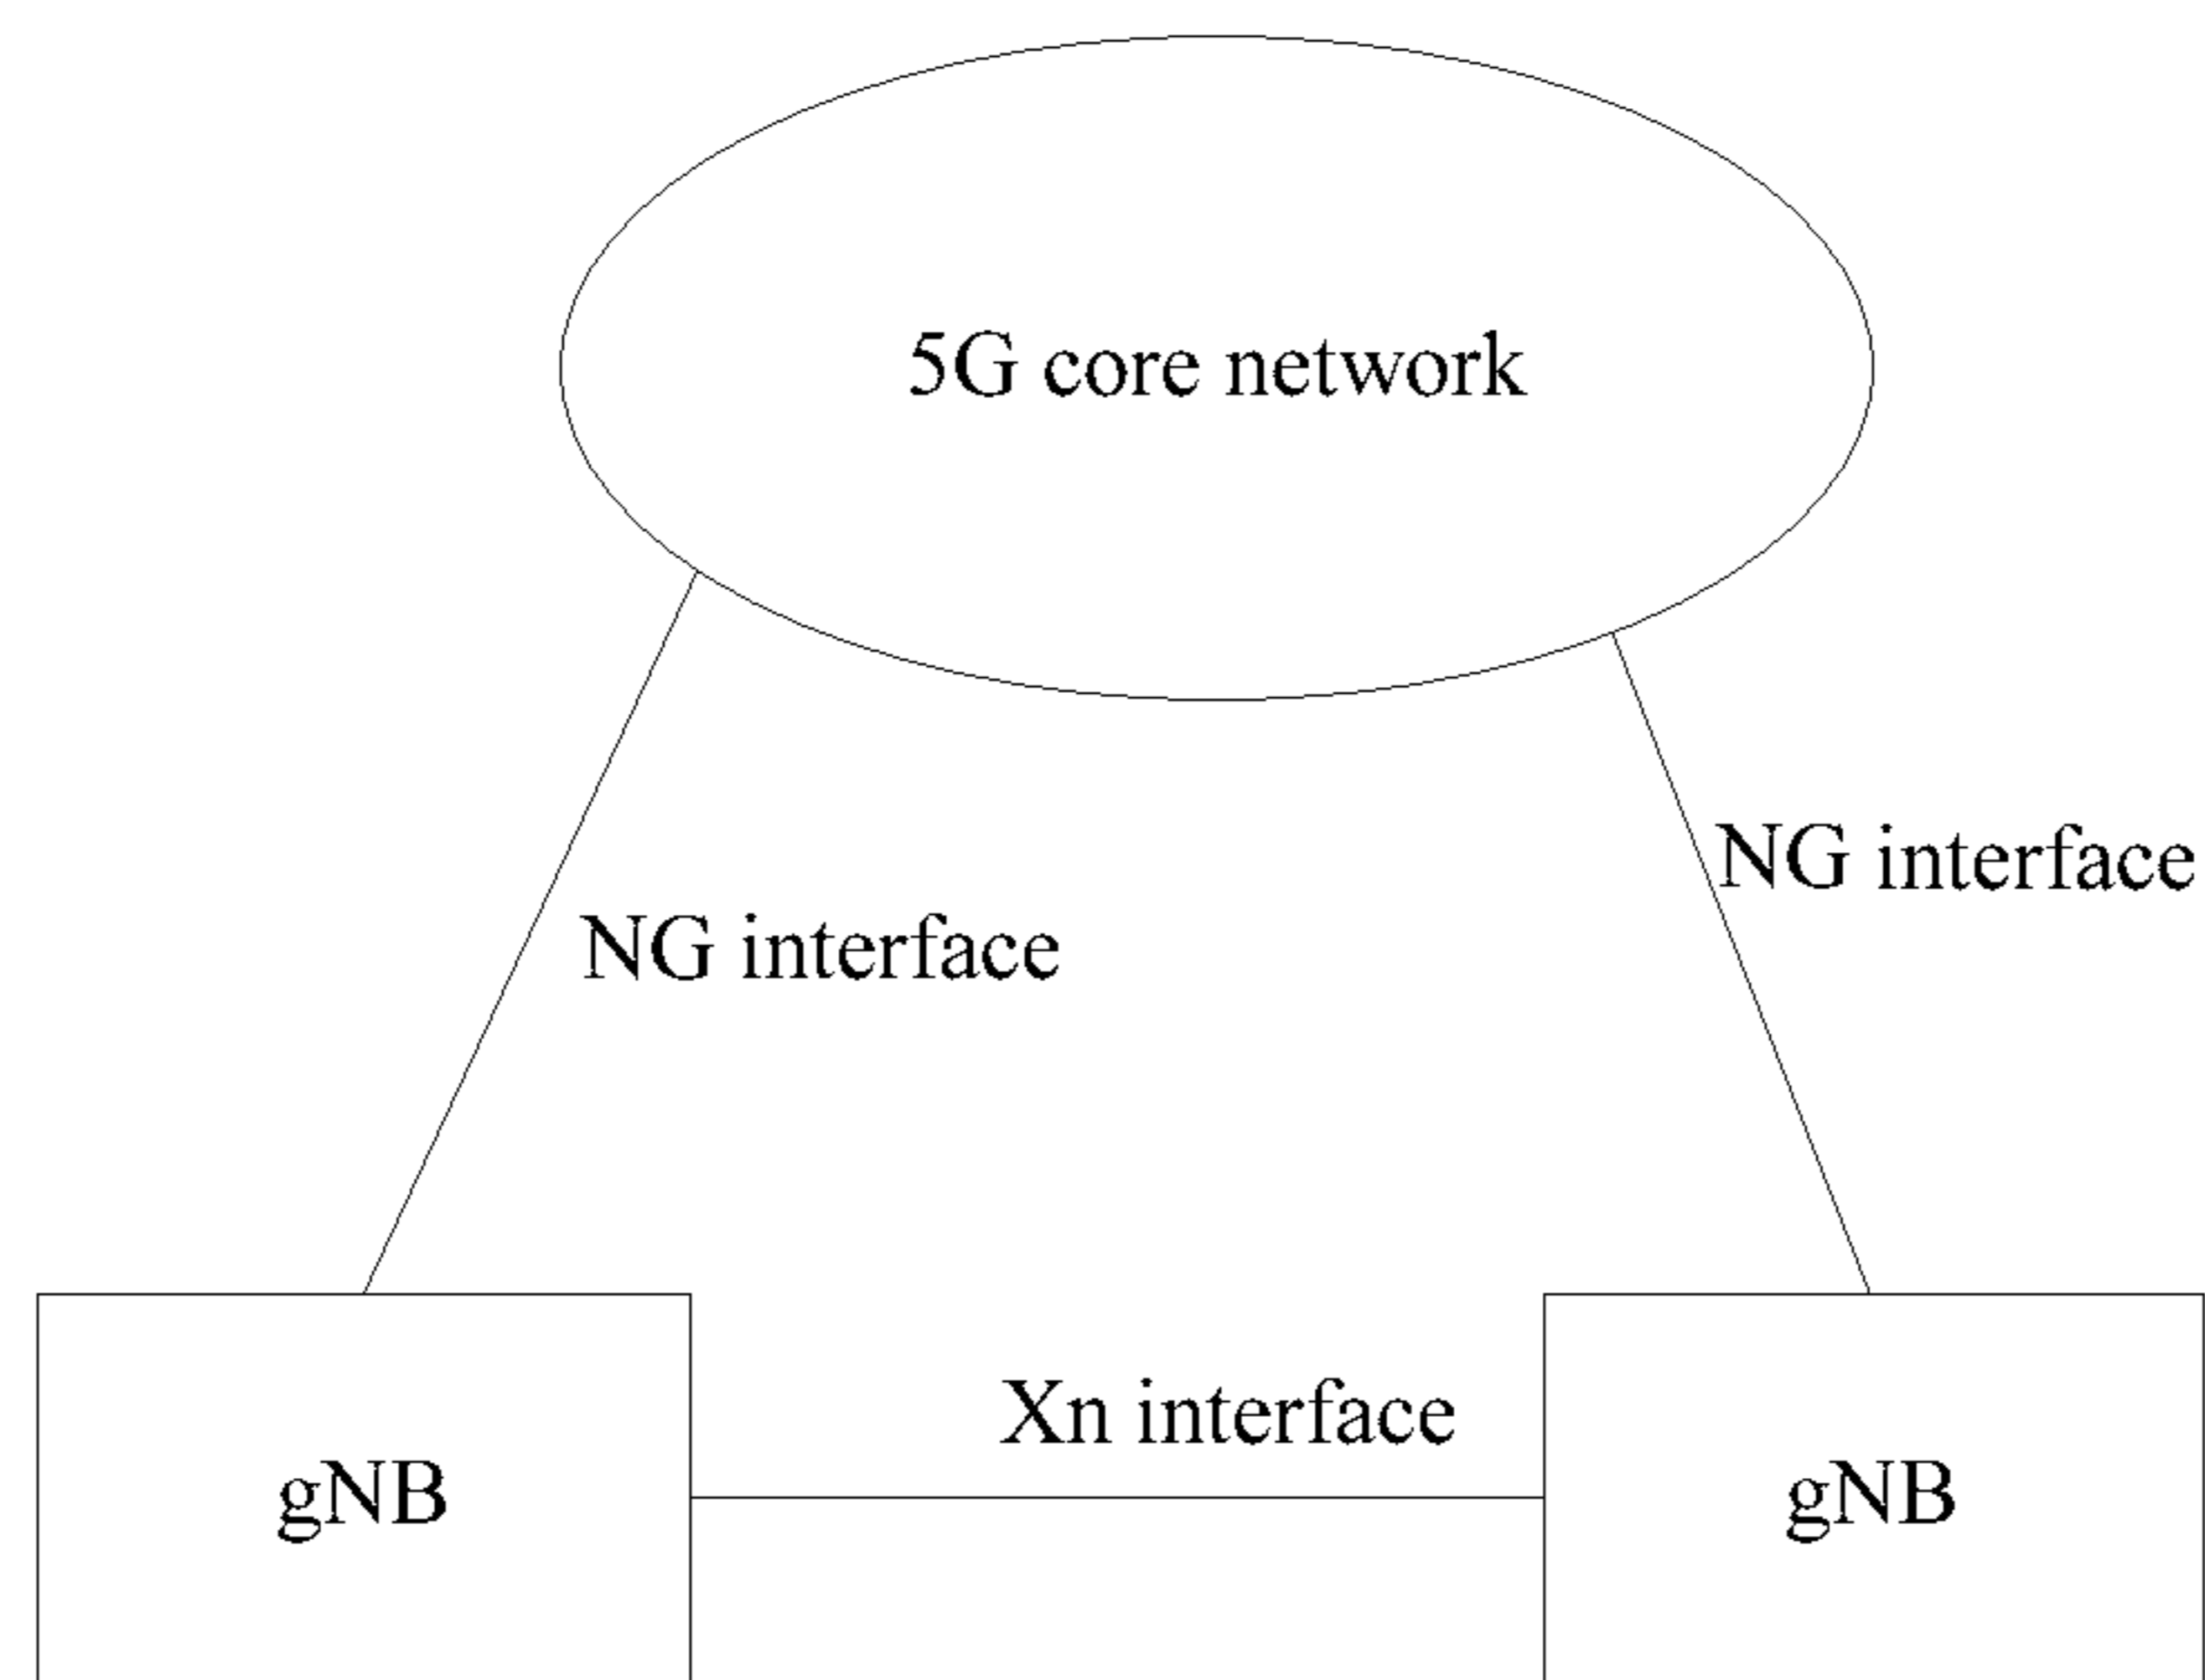 5G core network
NG interface
NG interface
Xn interface
gNB
gNB